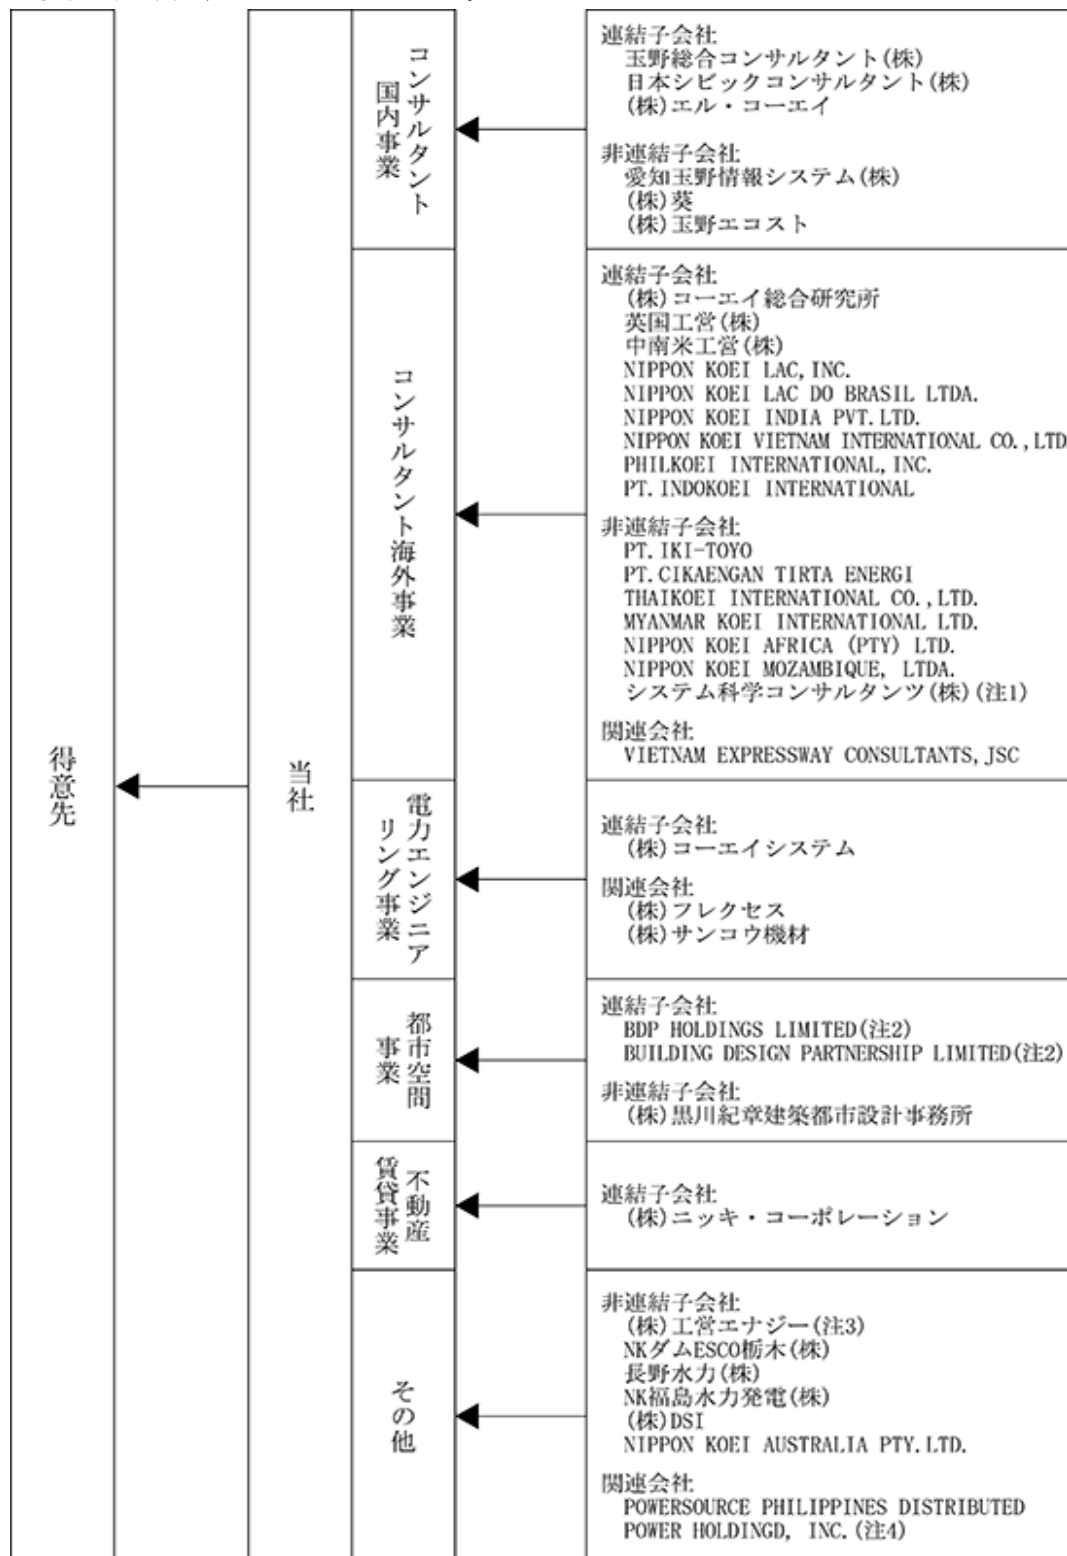 得意先
当社
コンサルタント
国内事業
連結子会社
玉野総合コンサルタント(株)
日本シビックコンサルタント(株)
(株)エル・コーエイ
非連結子会社
愛知玉野情報システム(株)
(株)葵
(株)玉野エコスト
コンサルタント海外事業
連結子会社
(株)コーエイ総合研究所
英国工営(株)
中南米工営(株)
NIPPON KOEI LAC,INC.
NIPPON KOEI LAC DO BRASIL LTDA.
NIPPON KOEI INDIA PVT.LTD.
NIPPON KOEI VIETNAM INTERNATIONAL CO.,LTD
PHILKOEI INTERNATIONAL,INC.
PT.INDOKOEI INTERNATIONAL
非連結子会社
PT.IKI-TOYO
PT.CIKAENGAN TIRTA ENERGI
THAIKOEI INTERNATIONAL CO.,LTD.
MYANMAR KOEI INTERNATIONAL LTD.
NIPPON KOEI AFRICA (PTY) LTD.
NIPPON KOEI MOZAMBIQUE, LTDA.
システム科学コンサルタンツ(株)(注1)
関連会社
VIETNAM EXPRESSWAY CONSULTANTS,JSC
電力エンジニア
リング事業
連結子会社
(株)コーエイシステム
関連会社
(株)フレクセス
(株)サンコウ機材
都市空間
事業
連結子会社
BDP HOLDINGS LIMITED(注2)
BUILDING DESIGN PARTNERSHIP LIMITED(注2)
非連結子会社
(株)黒川紀章建築都市設計事務所
不動産
賃貸事業
連結子会社
(株)ニッキ・コーポレーション
その他
非連結子会社
(株)工営エナジー(注3)
NKダムESCO栃木(株)
長野水力(株)
NK福島水力発電(株)
(株)DSI
NIPPON KOEI AUSTRALIA PTY.LTD.
関連会社
POWERSOURCE PHILIPPINES DISTRIBUTED
POWER HOLDINGD, INC.(注4)